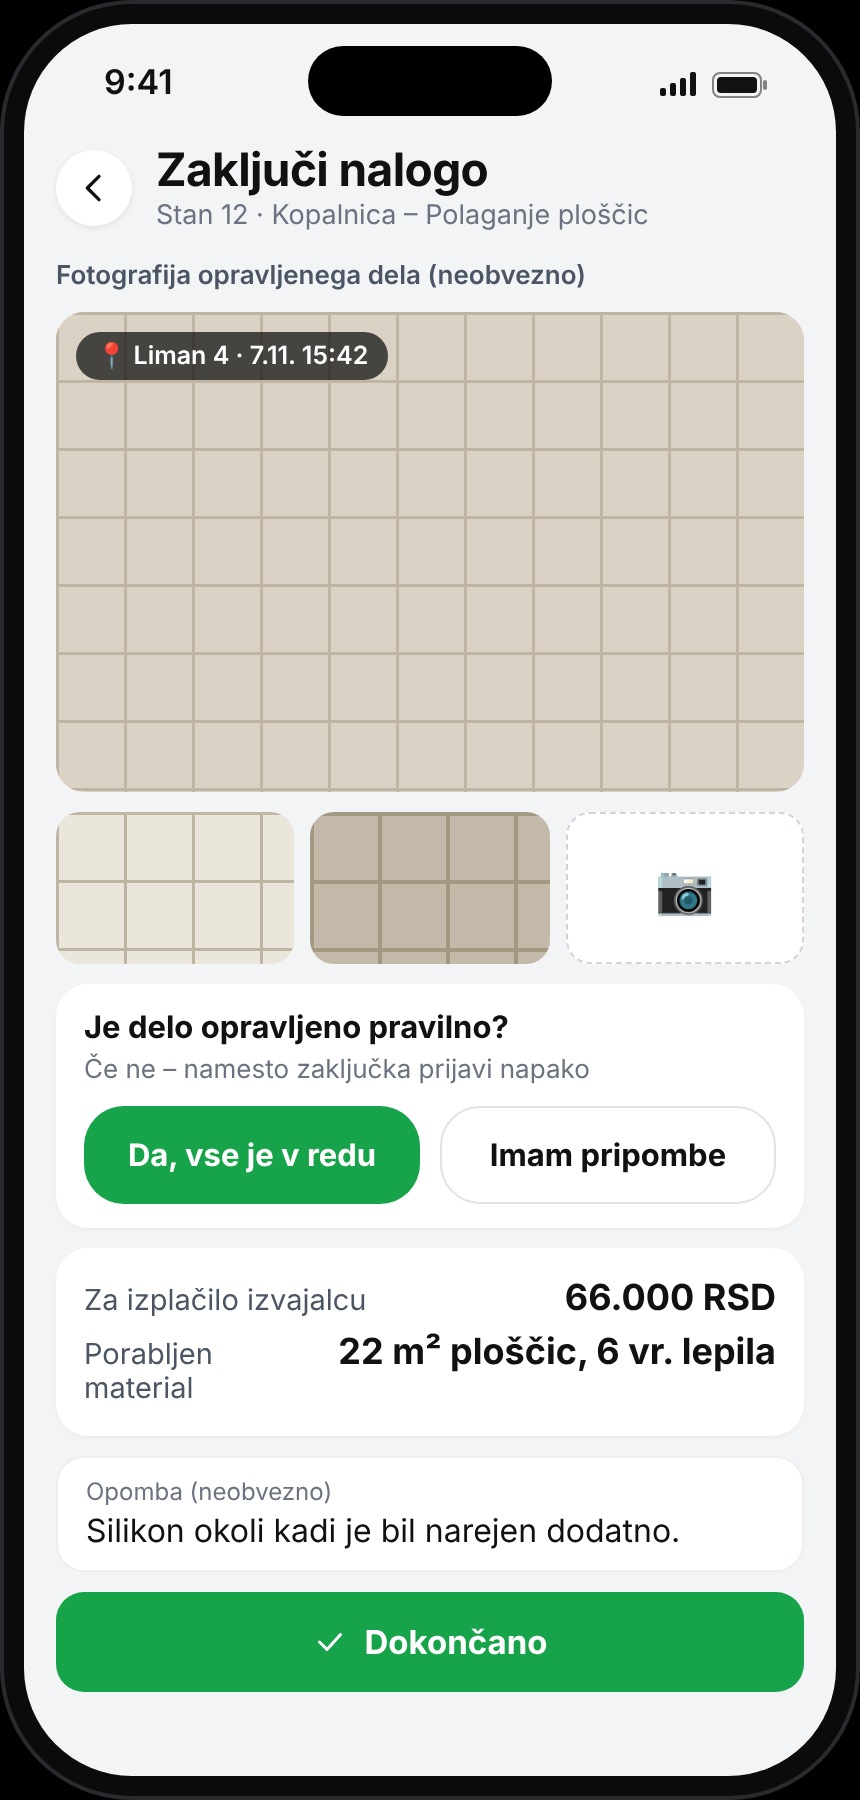 9:41
Zaključi nalogo
Stan 12 · Kopalnica – Polaganje ploščic
Fotografija opravljenega dela (neobvezno)
📍 Liman 4 · 7.11. 15:42
Je delo opravljeno pravilno?
Če ne – namesto zaključka prijavi napako
Da, vse je v redu
Imam pripombe
Za izplačilo izvajalcu
66.000 RSD
Porabljen
material
22 m² ploščic, 6 vr. lepila
Opomba (neobvezno)
Silikon okoli kadi je bil narejen dodatno.
Dokončano